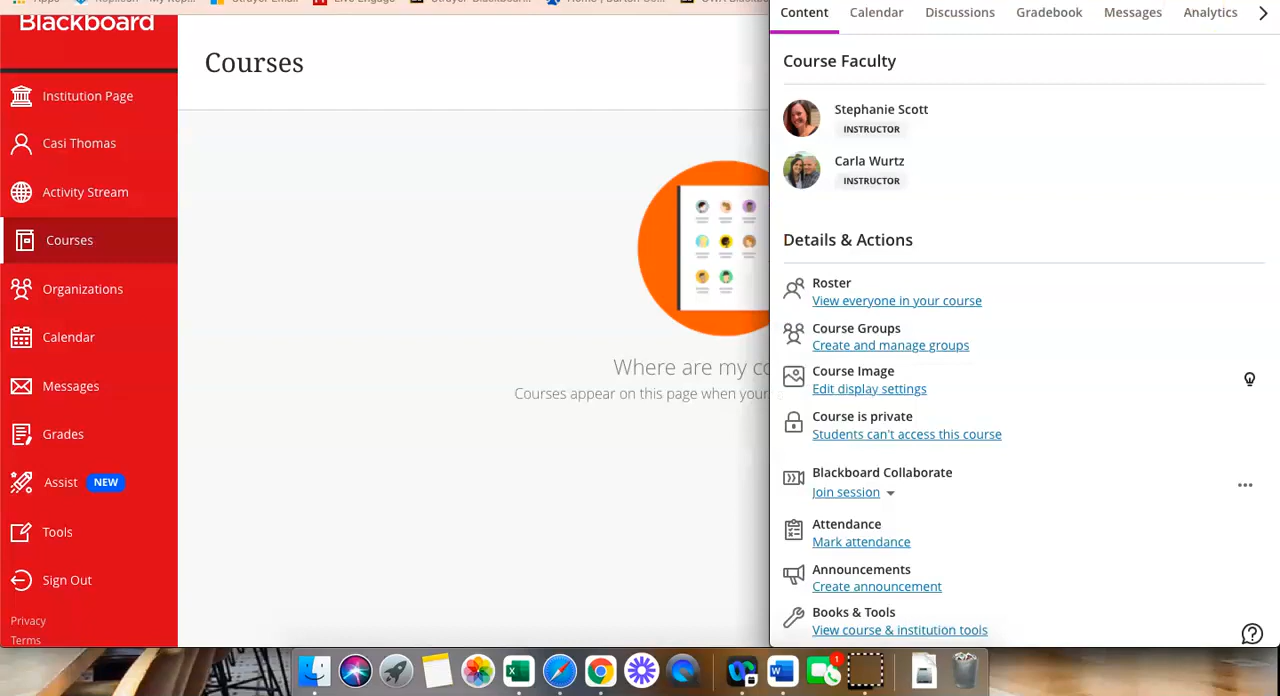 Blackboard
Institution Page
Casi Thomas
Activity Stream
Courses
Organizations
Calendar
Messages
Grades
Assist NEW
Tools
Sign Out
Privacy
Terms
Courses
Where are my co
Courses appear on this page when your
Content Calendar Discussions Gradebook Messages Analytics
Course Faculty
Stephanie Scott
INSTRUCTOR
Carla Wurtz
INSTRUCTOR
Details & Actions
Roster
View everyone in your course
Course Groups
Create and manage groups
Course Image
Edit display settings
Course is private
Students can't access this course
Blackboard Collaborate
Join session
Attendance
Mark attendance
Announcements
Create announcement
Books & Tools
View course & institution tools
1